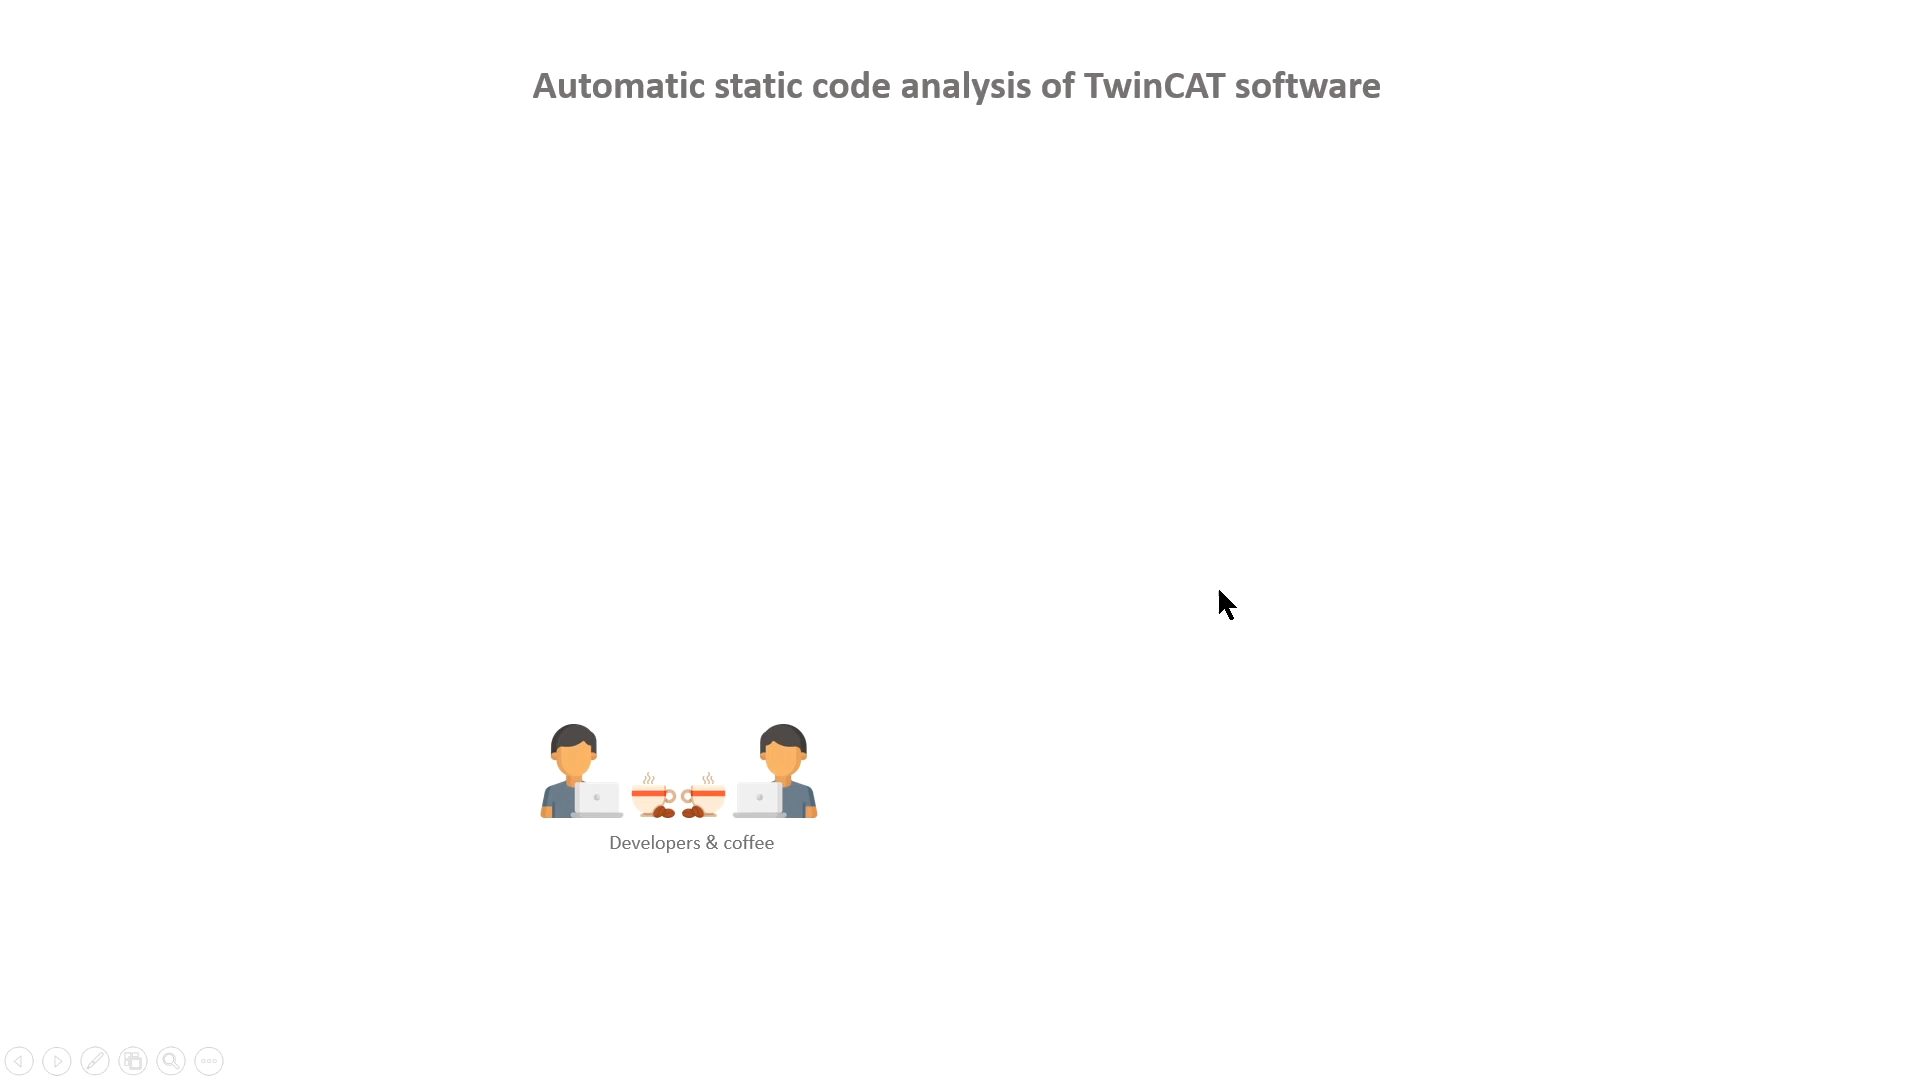 Automatic static code analysis of TwinCAT software
Developers & coffee